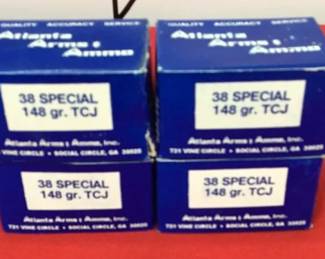 QUALITY ACCURACY SERVICE
Atlanta
Arms &
Ammo
38 SPECIAL
148 gr. TCJ
Atlanta Arms & Ammo, Inc.
721 VINE CIRCLE • SOCIAL CIRCLE, GA 30025
QUALITY ACCURACY SERVICE
Atlanta
Arms &
Ammo
38 SPECIAL
148 gr. TCJ
Atlanta Arms & Ammo, Inc.
721 VINE CIRCLE • SOCIAL CIRCLE, GA 30025
38 SPECIAL
148 gr. TCJ
Atlanta Arms & Ammo, Inc.
721 VINE CIRCLE • SOCIAL CIRCLE, GA 30025
38 SPECIAL
148 gr. TCJ
Atlanta Arms & Ammo, Inc.
721 VINE CIRCLE • SOCIAL CIRCLE, GA 30025